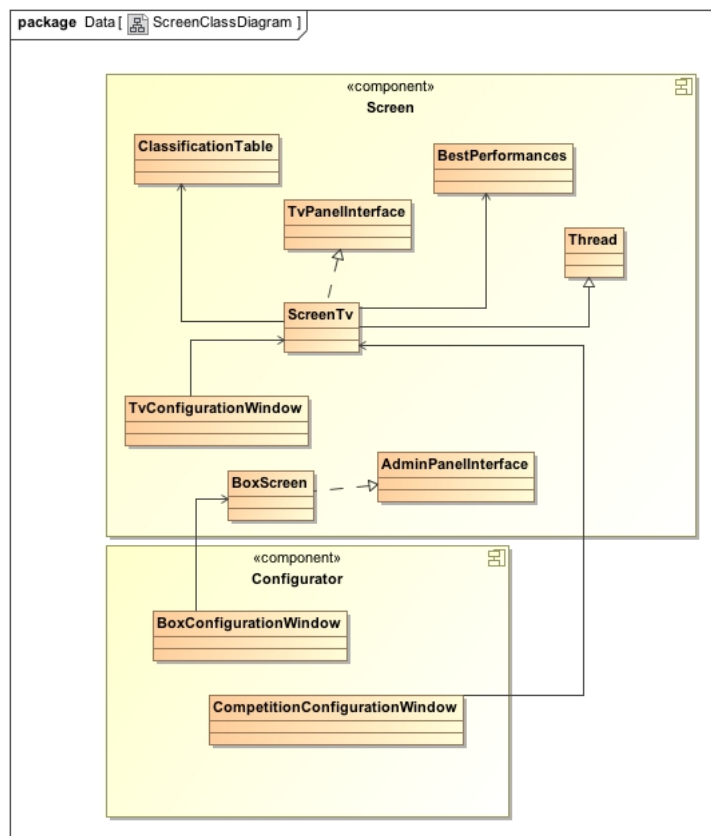 package Data [ ScreenClassDiagram ]
«component»
Screen
ClassificationTable
BestPerformances
TvPanelInterface
Thread
ScreenTv
TvConfigurationWindow
AdminPanelInterface
BoxScreen
«component»
Configurator
BoxConfigurationWindow
CompetitionConfigurationWindow